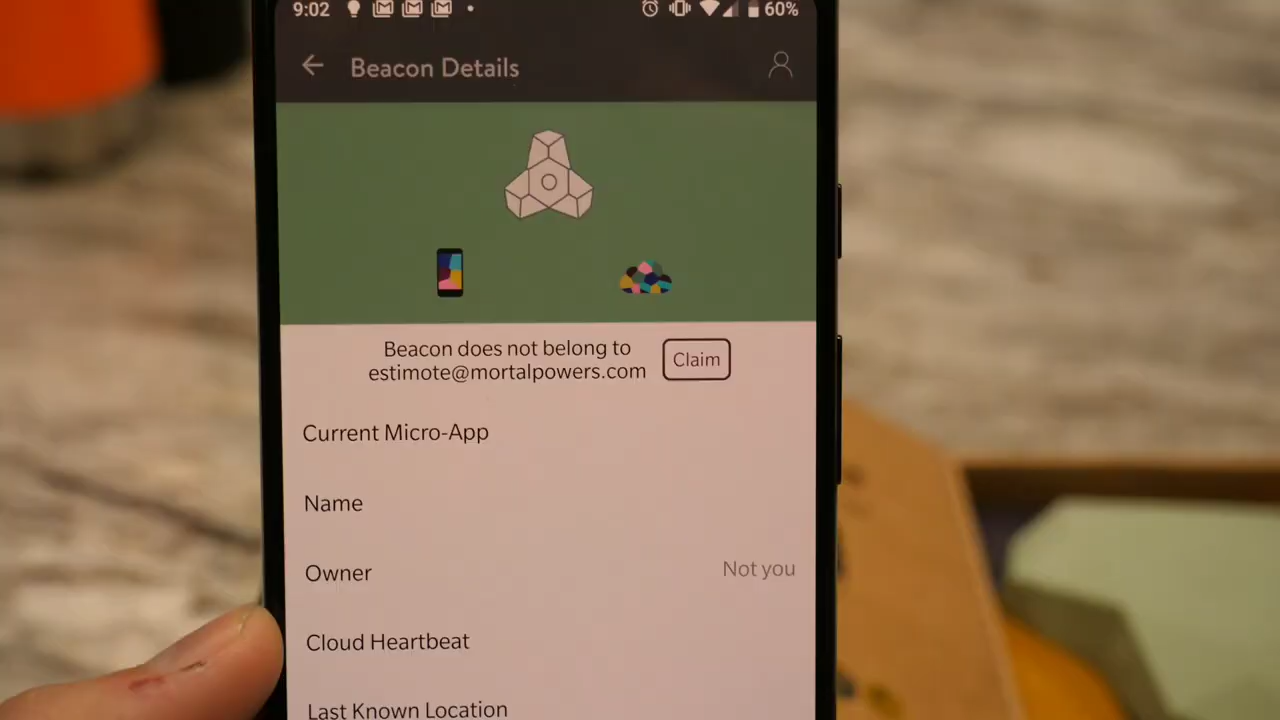 9:02 60%
Beacon Details
Beacon does not belong to
estimote@mortalpowers.com
Claim
Current Micro-App
Name
Owner Not you
Cloud Heartbeat
Last Known Location